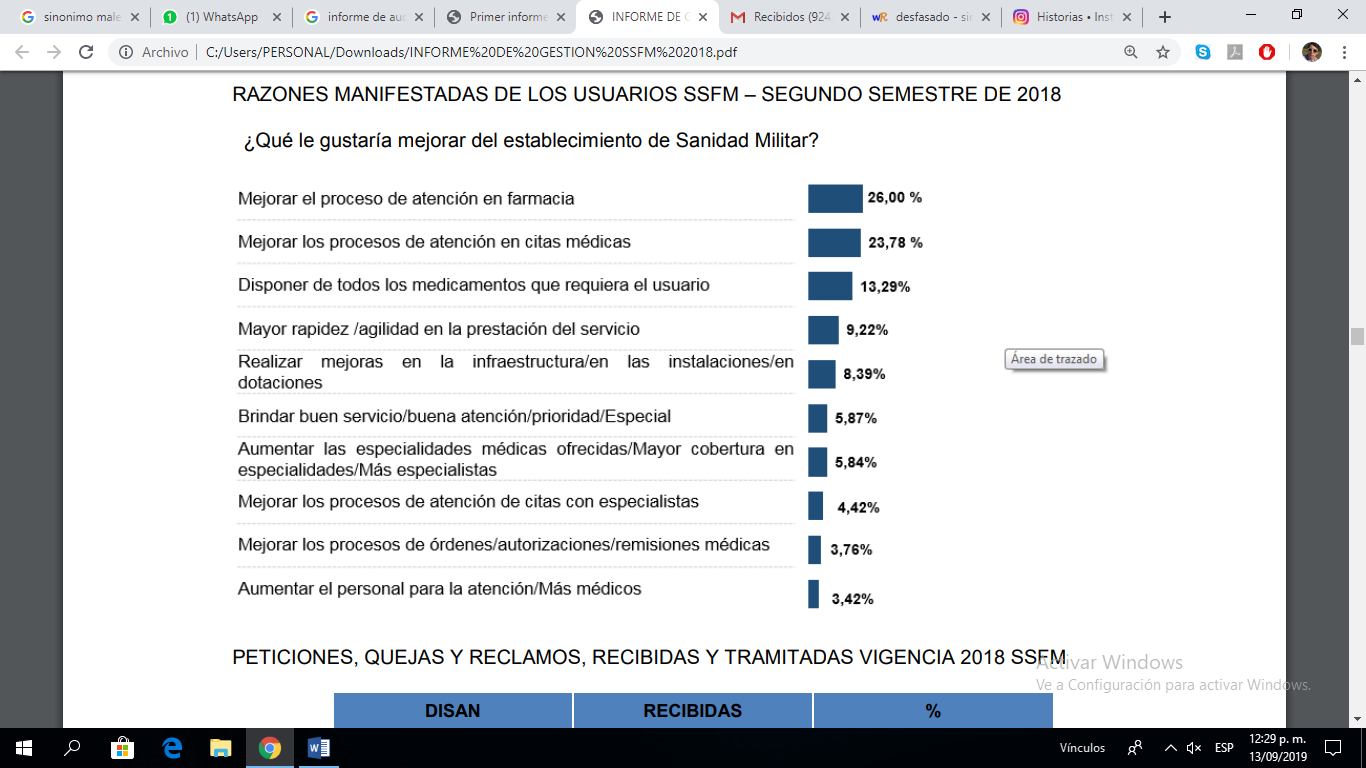 sinonimo male
(1) WhatsApp
informe de aud
Primer informe
INFORME DE G
Recibidos (924
desfasado - sin
Historias • Inst
Archivo
C:/Users/PERSONAL/Downloads/INFORME%20DE%20GESTION%20SSFM%202018.pdf
RAZONES MANIFESTADAS DE LOS USUARIOS SSFM – SEGUNDO SEMESTRE DE 2018
¿Qué le gustaría mejorar del establecimiento de Sanidad Militar?
Mejorar el proceso de atención en farmacia 26,00 %
Mejorar los procesos de atención en citas médicas 23,78 %
Disponer de todos los medicamentos que requiera el usuario 13,29%
Mayor rapidez /agilidad en la prestación del servicio 9,22%
Realizar mejoras en la infraestructura/en las instalaciones/en
dotaciones 8,39%
Área de trazado
Brindar buen servicio/buena atención/prioridad/Especial 5,87%
Aumentar las especialidades médicas ofrecidas/Mayor cobertura en
especialidades/Más especialistas 5,84%
Mejorar los procesos de atención de citas con especialistas 4,42%
Mejorar los procesos de órdenes/autorizaciones/remisiones médicas 3,76%
Aumentar el personal para la atención/Más médicos 3,42%
PETICIONES, QUEJAS Y RECLAMOS, RECIBIDAS Y TRAMITADAS VIGENCIA 2018 SSFM
Activar Windows
Ve a Configuración para activar Windows.
DISAN RECIBIDAS %
Vínculos
ESP
12:29 p. m.
13/09/2019